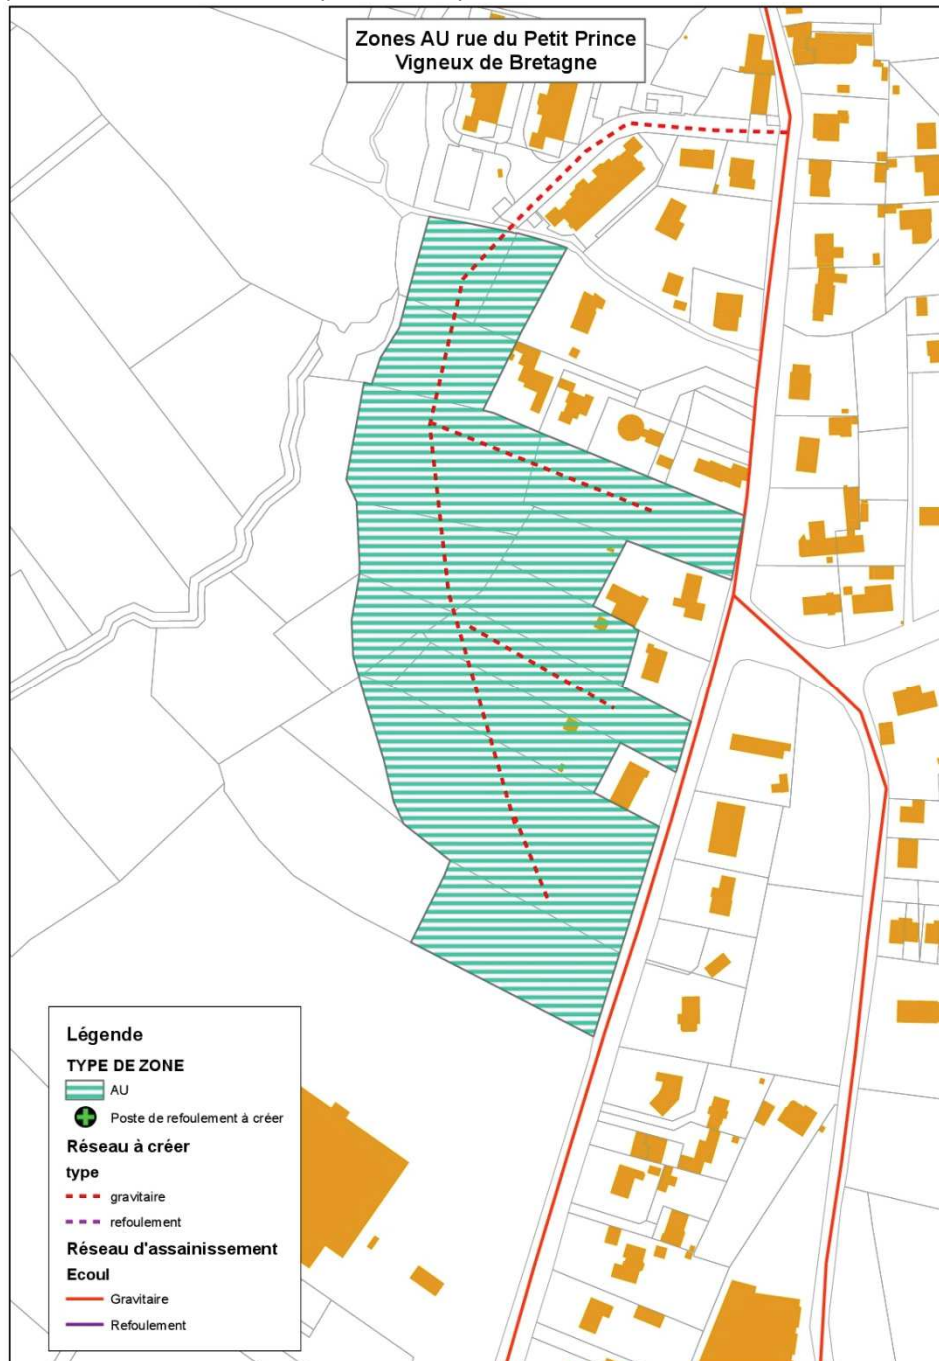 Zones AU rue du Petit Prince
Vigneux de Bretagne
Légende
TYPE DE ZONE
AU
Poste de refoulement à créer
Réseau à créer
type
gravitaire
refoulement
Réseau d'assainissement
Ecoul
Gravitaire
Refoulement